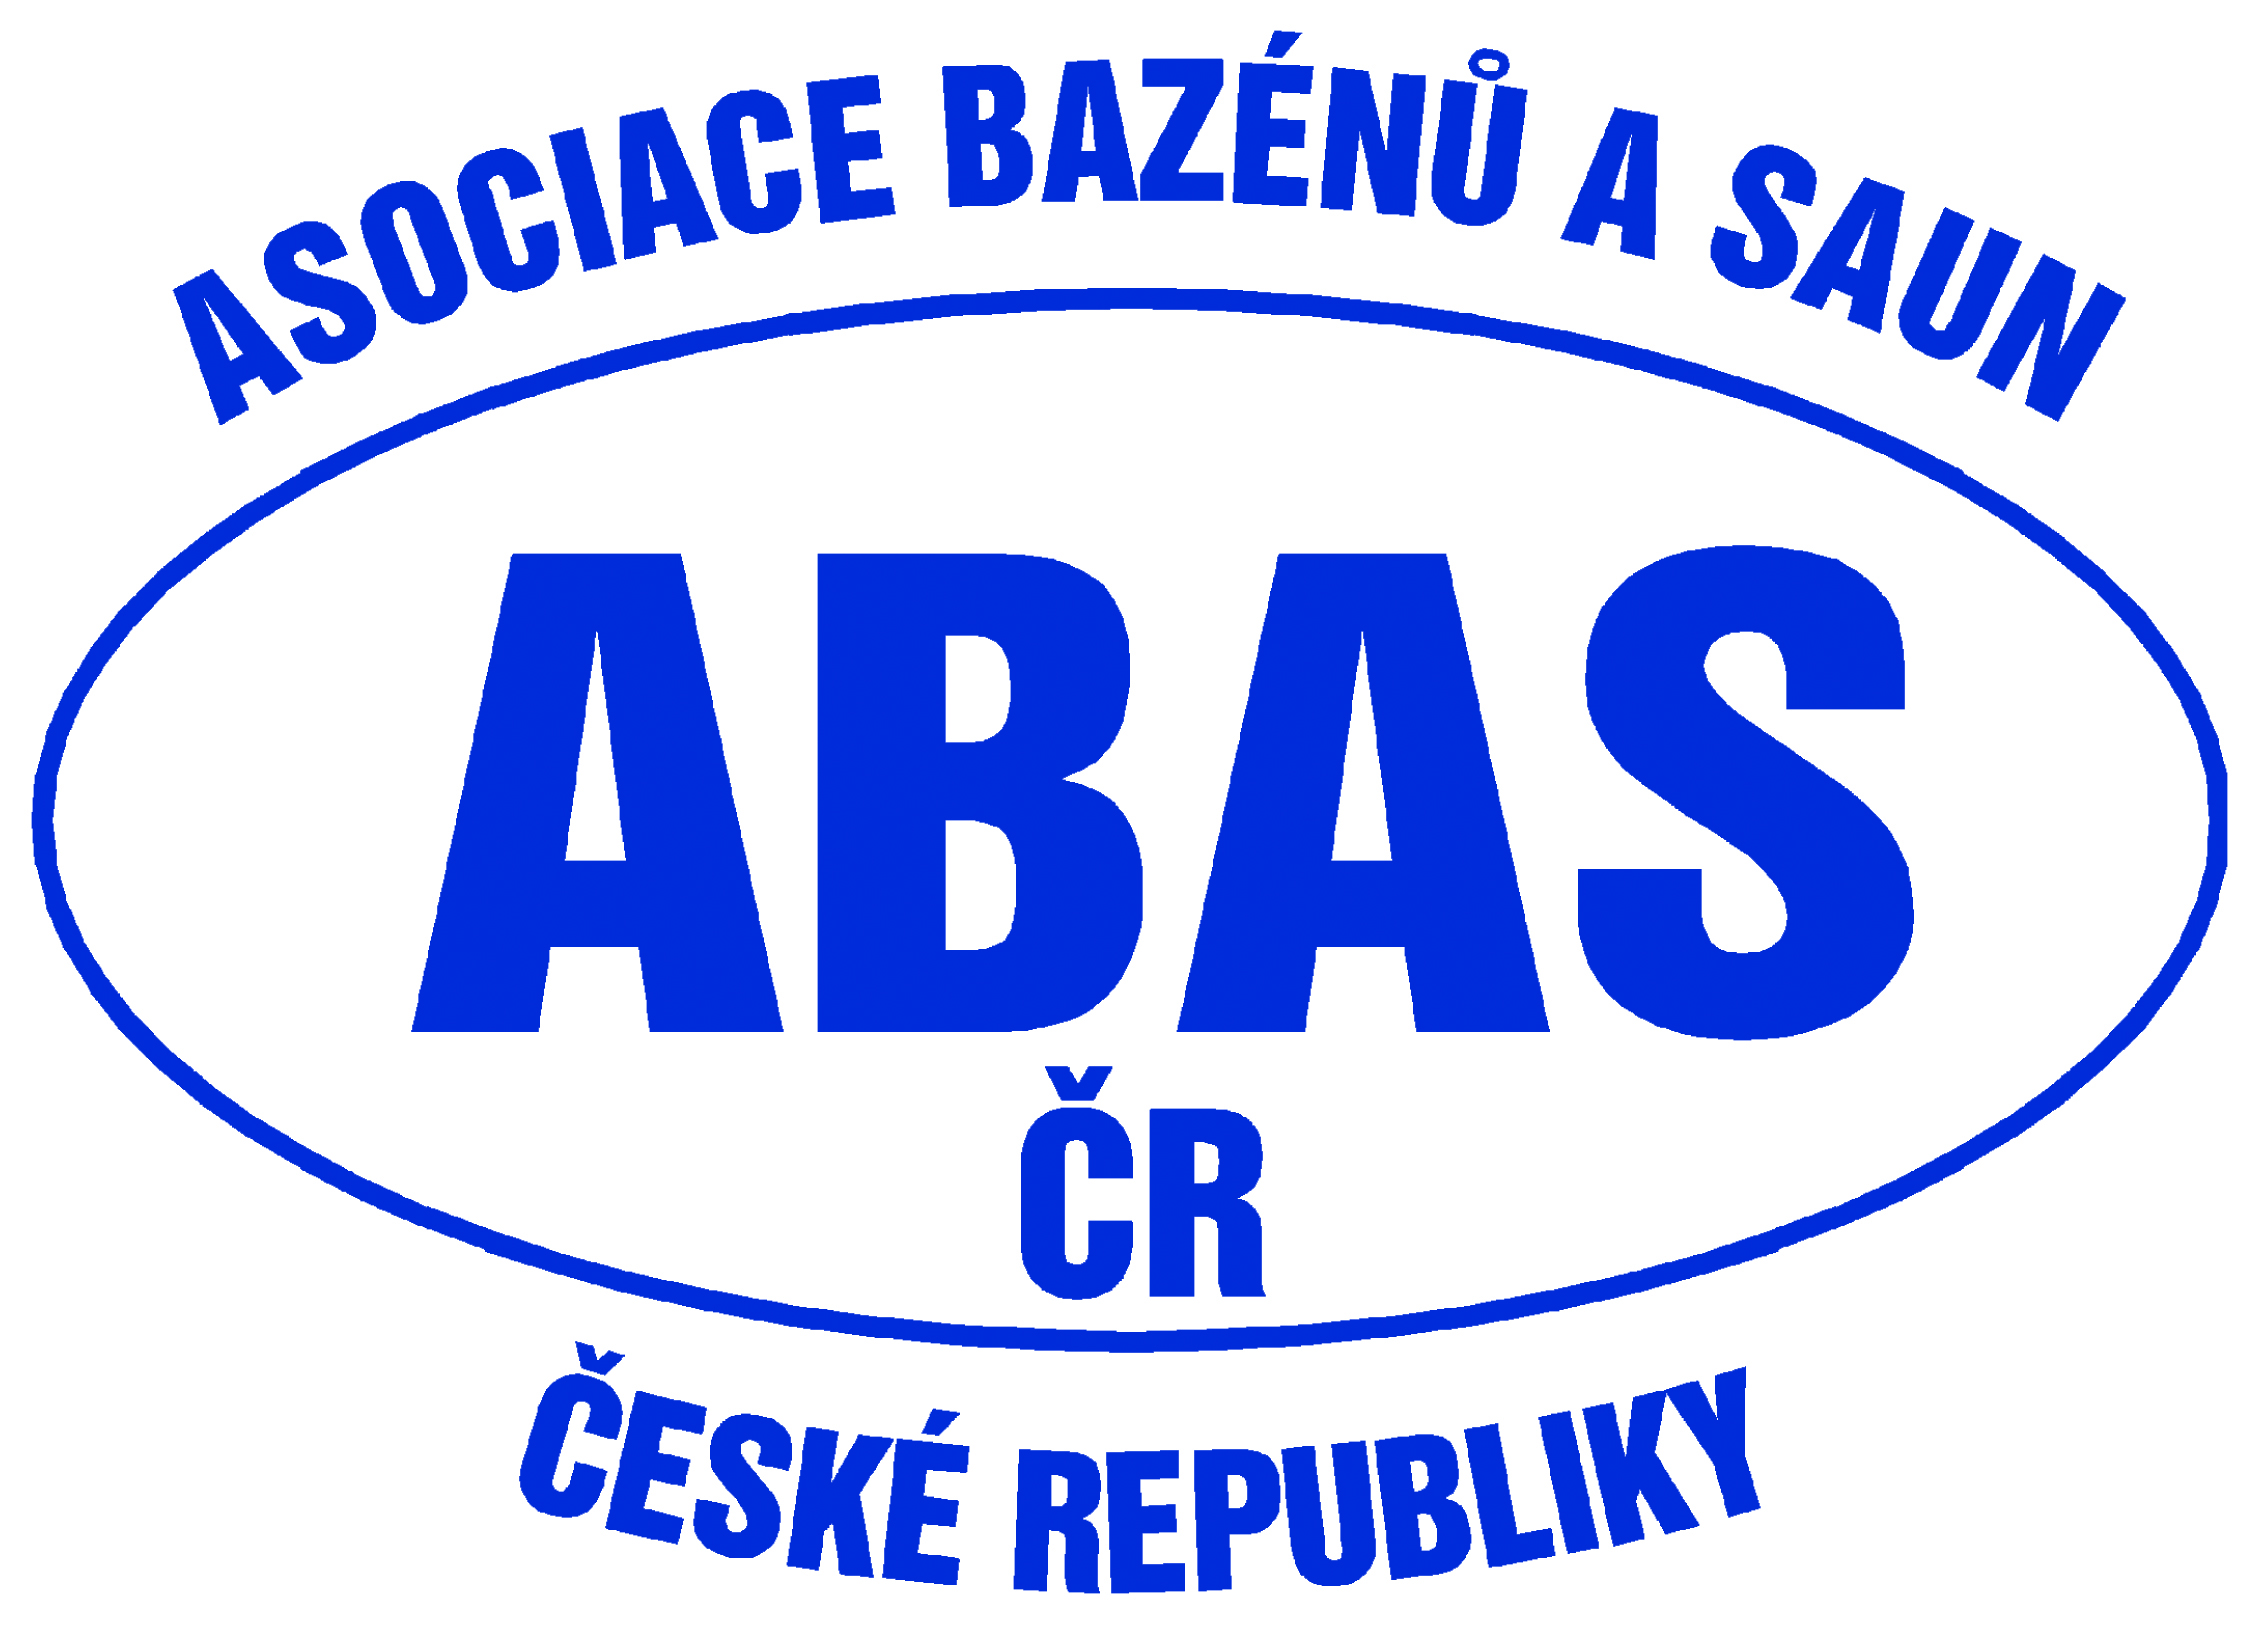 ASOCIACE BAZÉNŮ A SAUN
ABAS
ČR
ČESKÉ REPUBLIKY